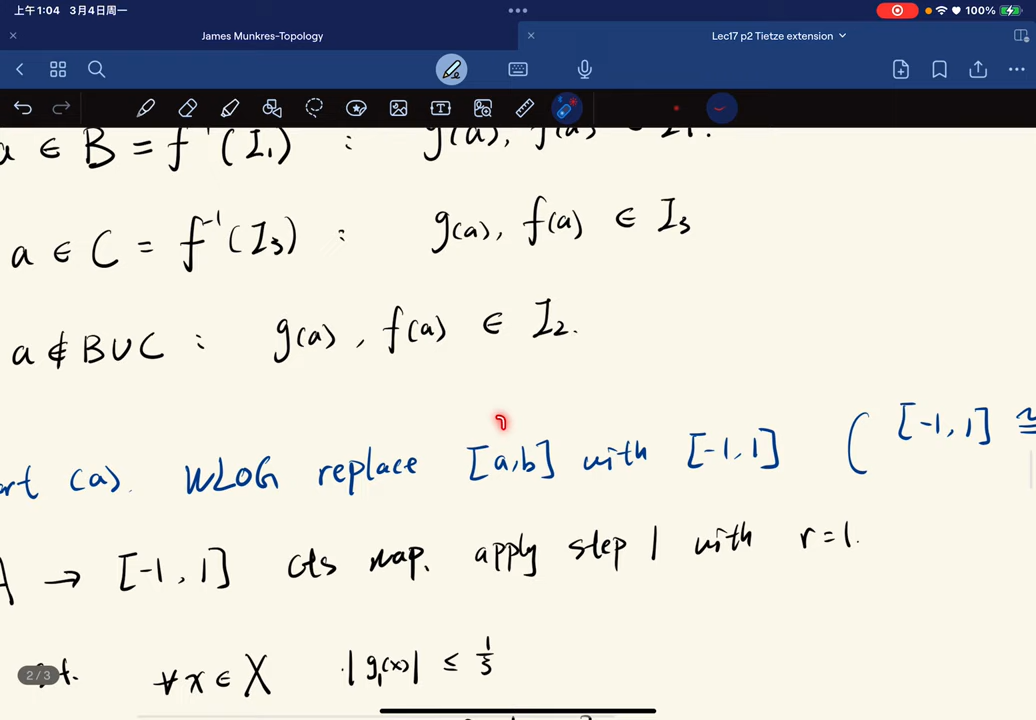 上午1:04 3月4日周一 100%
James Munkres-Topology Lec17 p2 Tietze extension
a ∈ B = f⁻¹(I₁) : g(a), f(a) ∈ I₁.
a ∈ C = f⁻¹(I₃) : g(a), f(a) ∈ I₃
a ∉ B∪C : g(a), f(a) ∈ I₂.
(a). WLOG replace [a,b] with [-1,1] ( [-1,1] ≅
A → [-1,1] cts map. apply step 1 with r=1.
2/3 st. ∀x∈X |g₁(x)| ≤ 1/3